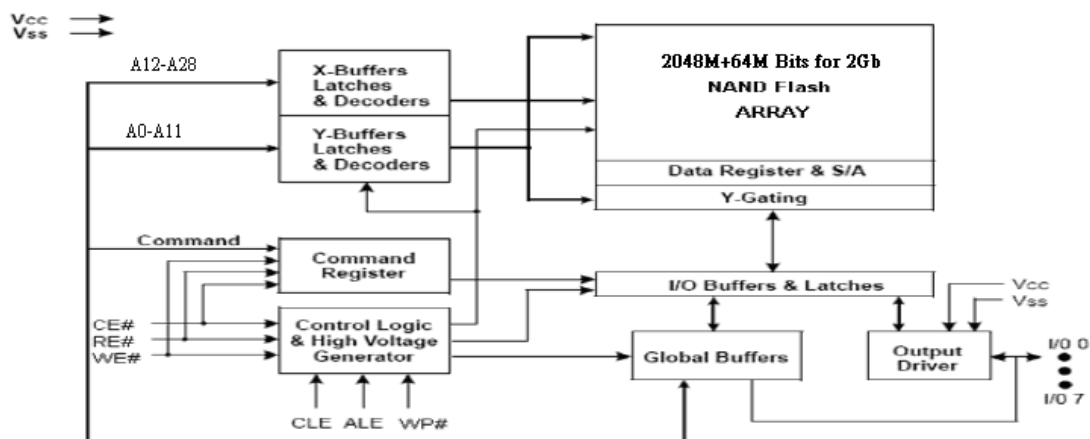 Vcc
Vss
A12-A28
X-Buffers
Latches
& Decoders
A0-A11
Y-Buffers
Latches
& Decoders
2048M+64M Bits for 2Gb
NAND Flash
ARRAY
Data Register & S/A
Y-Gating
Command
Command
Register
I/O Buffers & Latches
Vcc
Vss
CE#
RE#
WE#
Control Logic
& High Voltage
Generator
Global Buffers
Output
Driver
I/0 0
I/0 7
CLE ALE WP#